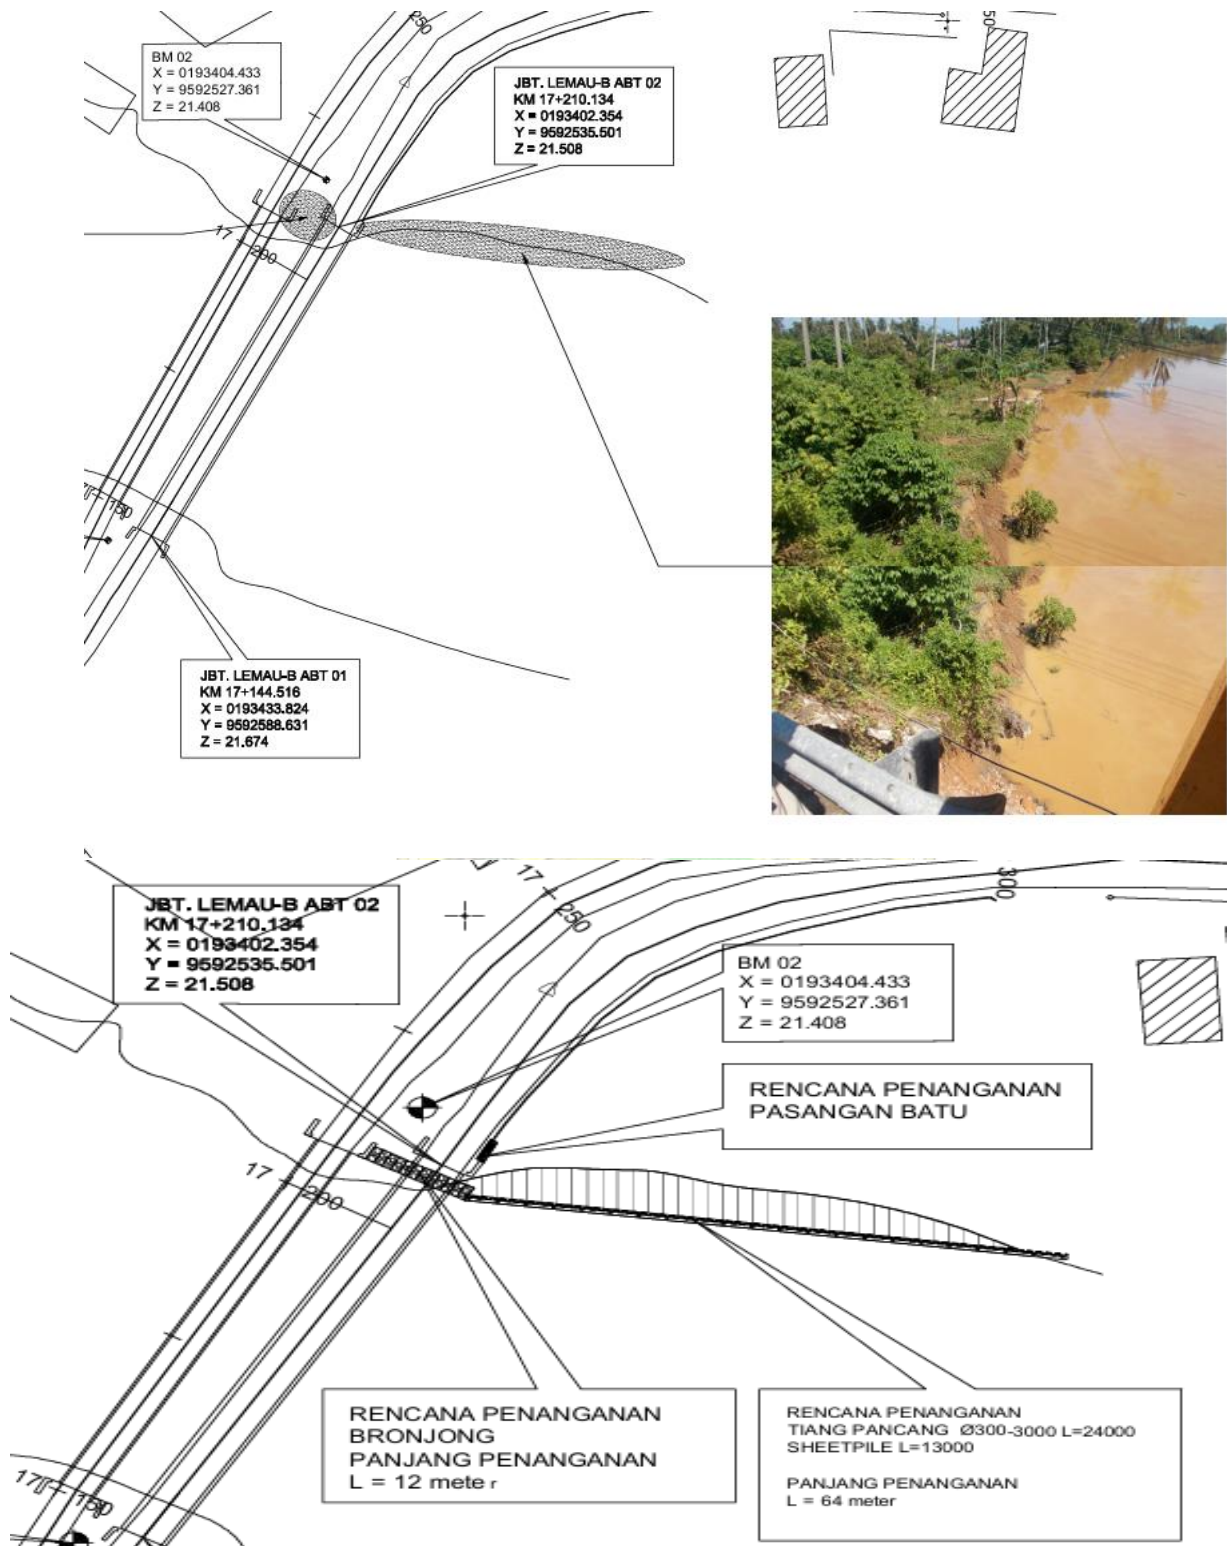 250
50
BM 02
X = 0193404.433
Y = 9592527.361
Z = 21.408
JBT. LEMAU-B ABT 02
KM 17+210.134
X = 0193402.354
Y = 9592535.501
Z = 21.508
17
200
150
JBT. LEMAU-B ABT 01
KM 17+144.516
X = 0193433.824
Y = 9592588.631
Z = 21.674
17
250
300
JBT. LEMAU-B ABT 02
KM 17+210.134
X = 0193402.354
Y = 9592535.501
Z = 21.508
BM 02
X = 0193404.433
Y = 9592527.361
Z = 21.408
RENCANA PENANGANAN
PASANGAN BATU
17
200
RENCANA PENANGANAN
BRONJONG
PANJANG PENANGANAN
L = 12 meter
RENCANA PENANGANAN
TIANG PANCANG Ø300-3000 L=24000
SHEETPILE L=13000
PANJANG PENANGANAN
L = 64 meter
17
150